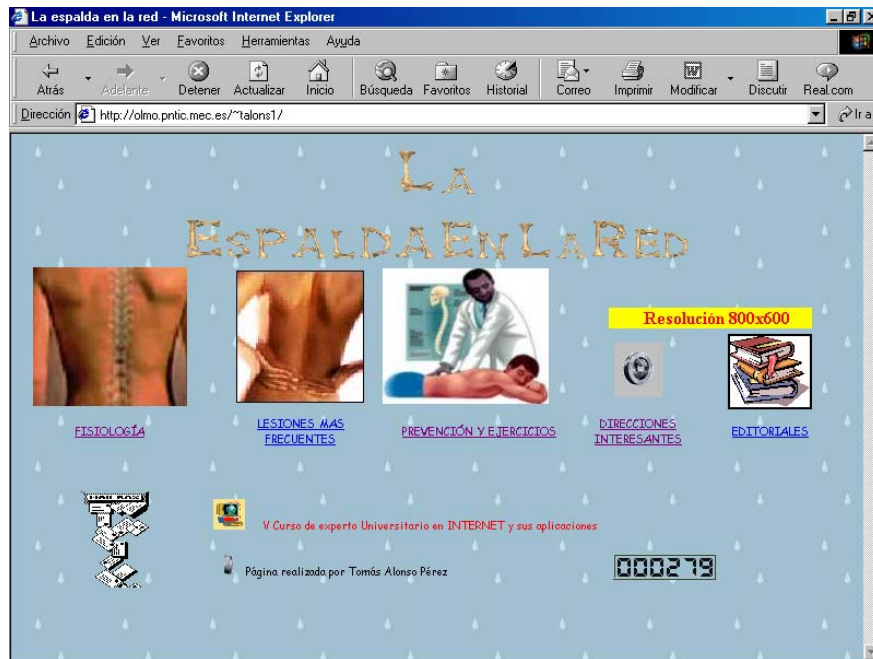 La espalda en la red - Microsoft Internet Explorer
Archivo Edición Ver Favoritos Herramientas Ayuda
Atrás Adelante Detener Actualizar Inicio Búsqueda Favoritos Historial Correo Imprimir Modificar Discutir Real.com
Dirección http://olmo.pntic.mec.es/~talons1/ Ir a
LA
ESPALDAENLARED
Resolución 800x600
FISIOLOGÍA
LESIONES MAS
FRECUENTES
PREVENCIÓN Y EJERCICIOS
DIRECCIONES
INTERESANTES
EDITORIALES
MAIL BOX
V Curso de experto Universitario en INTERNET y sus aplicaciones
Página realizada por Tomás Alonso Pérez
000279